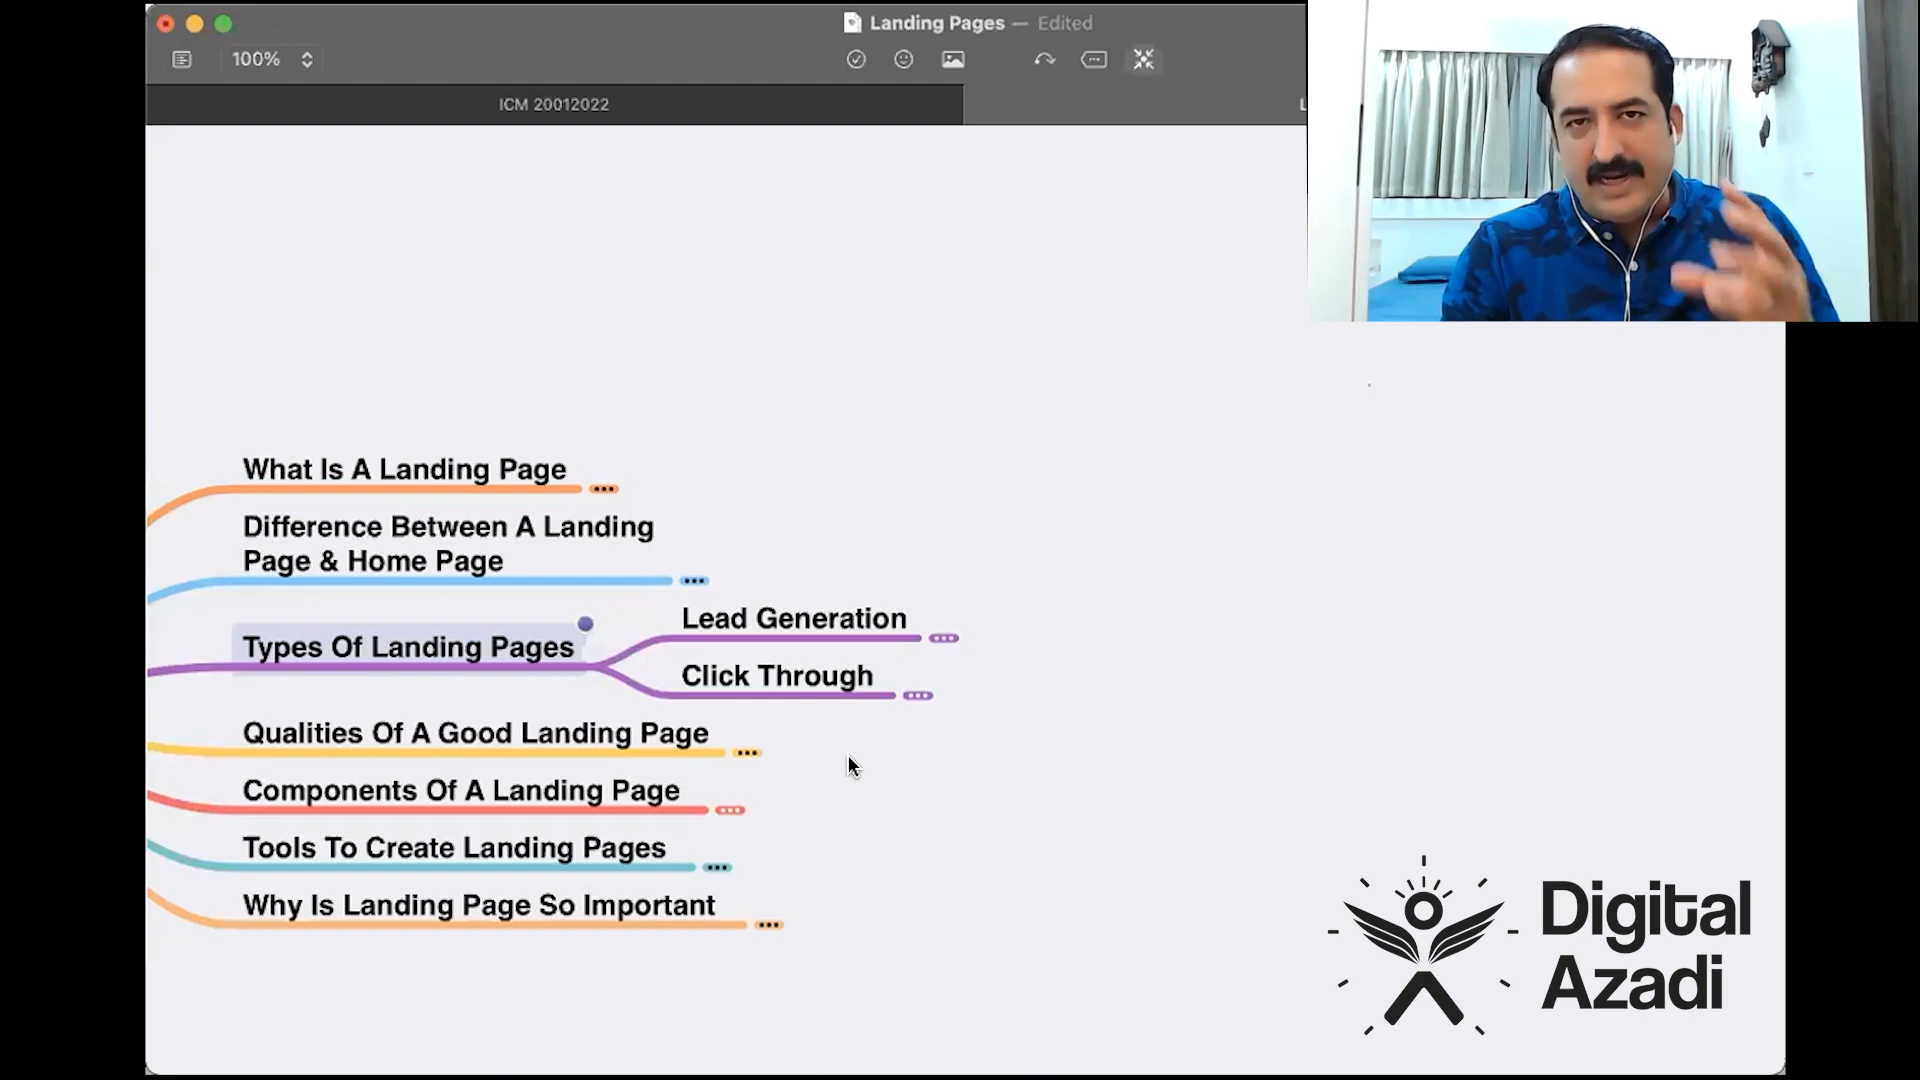 Landing Pages — Edited
100%
ICM 20012022
L
What Is A Landing Page
Difference Between A Landing
Page & Home Page
Types Of Landing Pages
Lead Generation
Click Through
Qualities Of A Good Landing Page
Components Of A Landing Page
Tools To Create Landing Pages
Why Is Landing Page So Important
Digital
Azadi